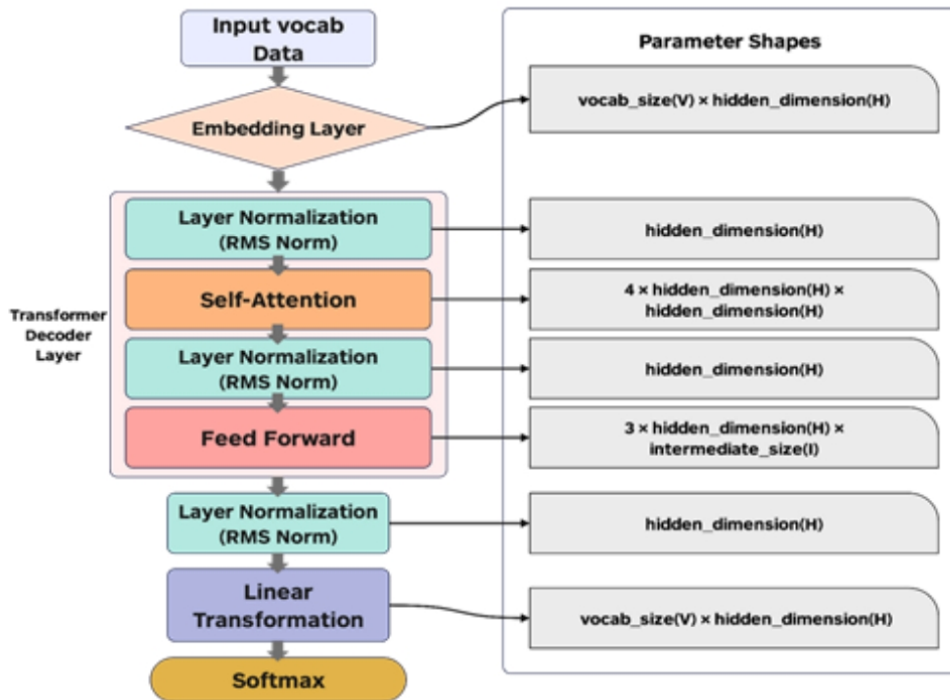 Input vocab
Data
Parameter Shapes
Embedding Layer
vocab_size(V) × hidden_dimension(H)
Transformer
Decoder
Layer
Layer Normalization
(RMS Norm)
hidden_dimension(H)
Self-Attention
4 × hidden_dimension(H) ×
hidden_dimension(H)
Layer Normalization
(RMS Norm)
hidden_dimension(H)
Feed Forward
3 × hidden_dimension(H) ×
intermediate_size(I)
Layer Normalization
(RMS Norm)
hidden_dimension(H)
Linear
Transformation
vocab_size(V) × hidden_dimension(H)
Softmax